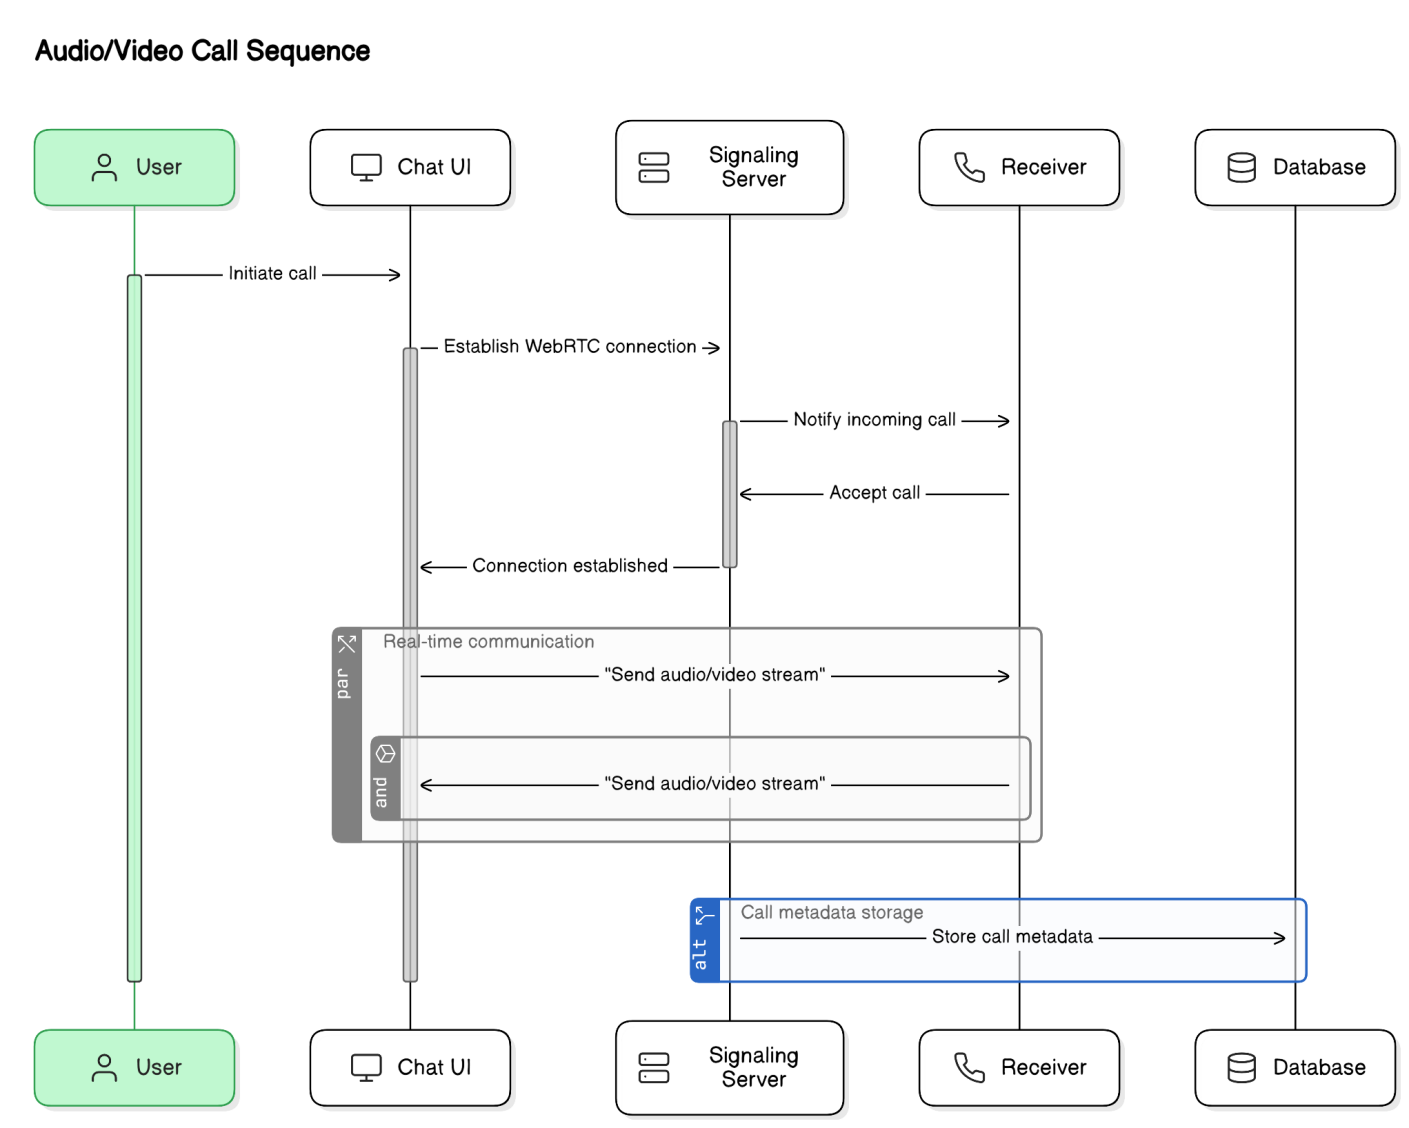 Audio/Video Call Sequence
User
Chat UI
Signaling
Server
Receiver
Database
Initiate call
Establish WebRTC connection
Notify incoming call
Accept call
Connection established
par
Real-time communication
"Send audio/video stream"
and
"Send audio/video stream"
alt
Call metadata storage
Store call metadata
User
Chat UI
Signaling
Server
Receiver
Database